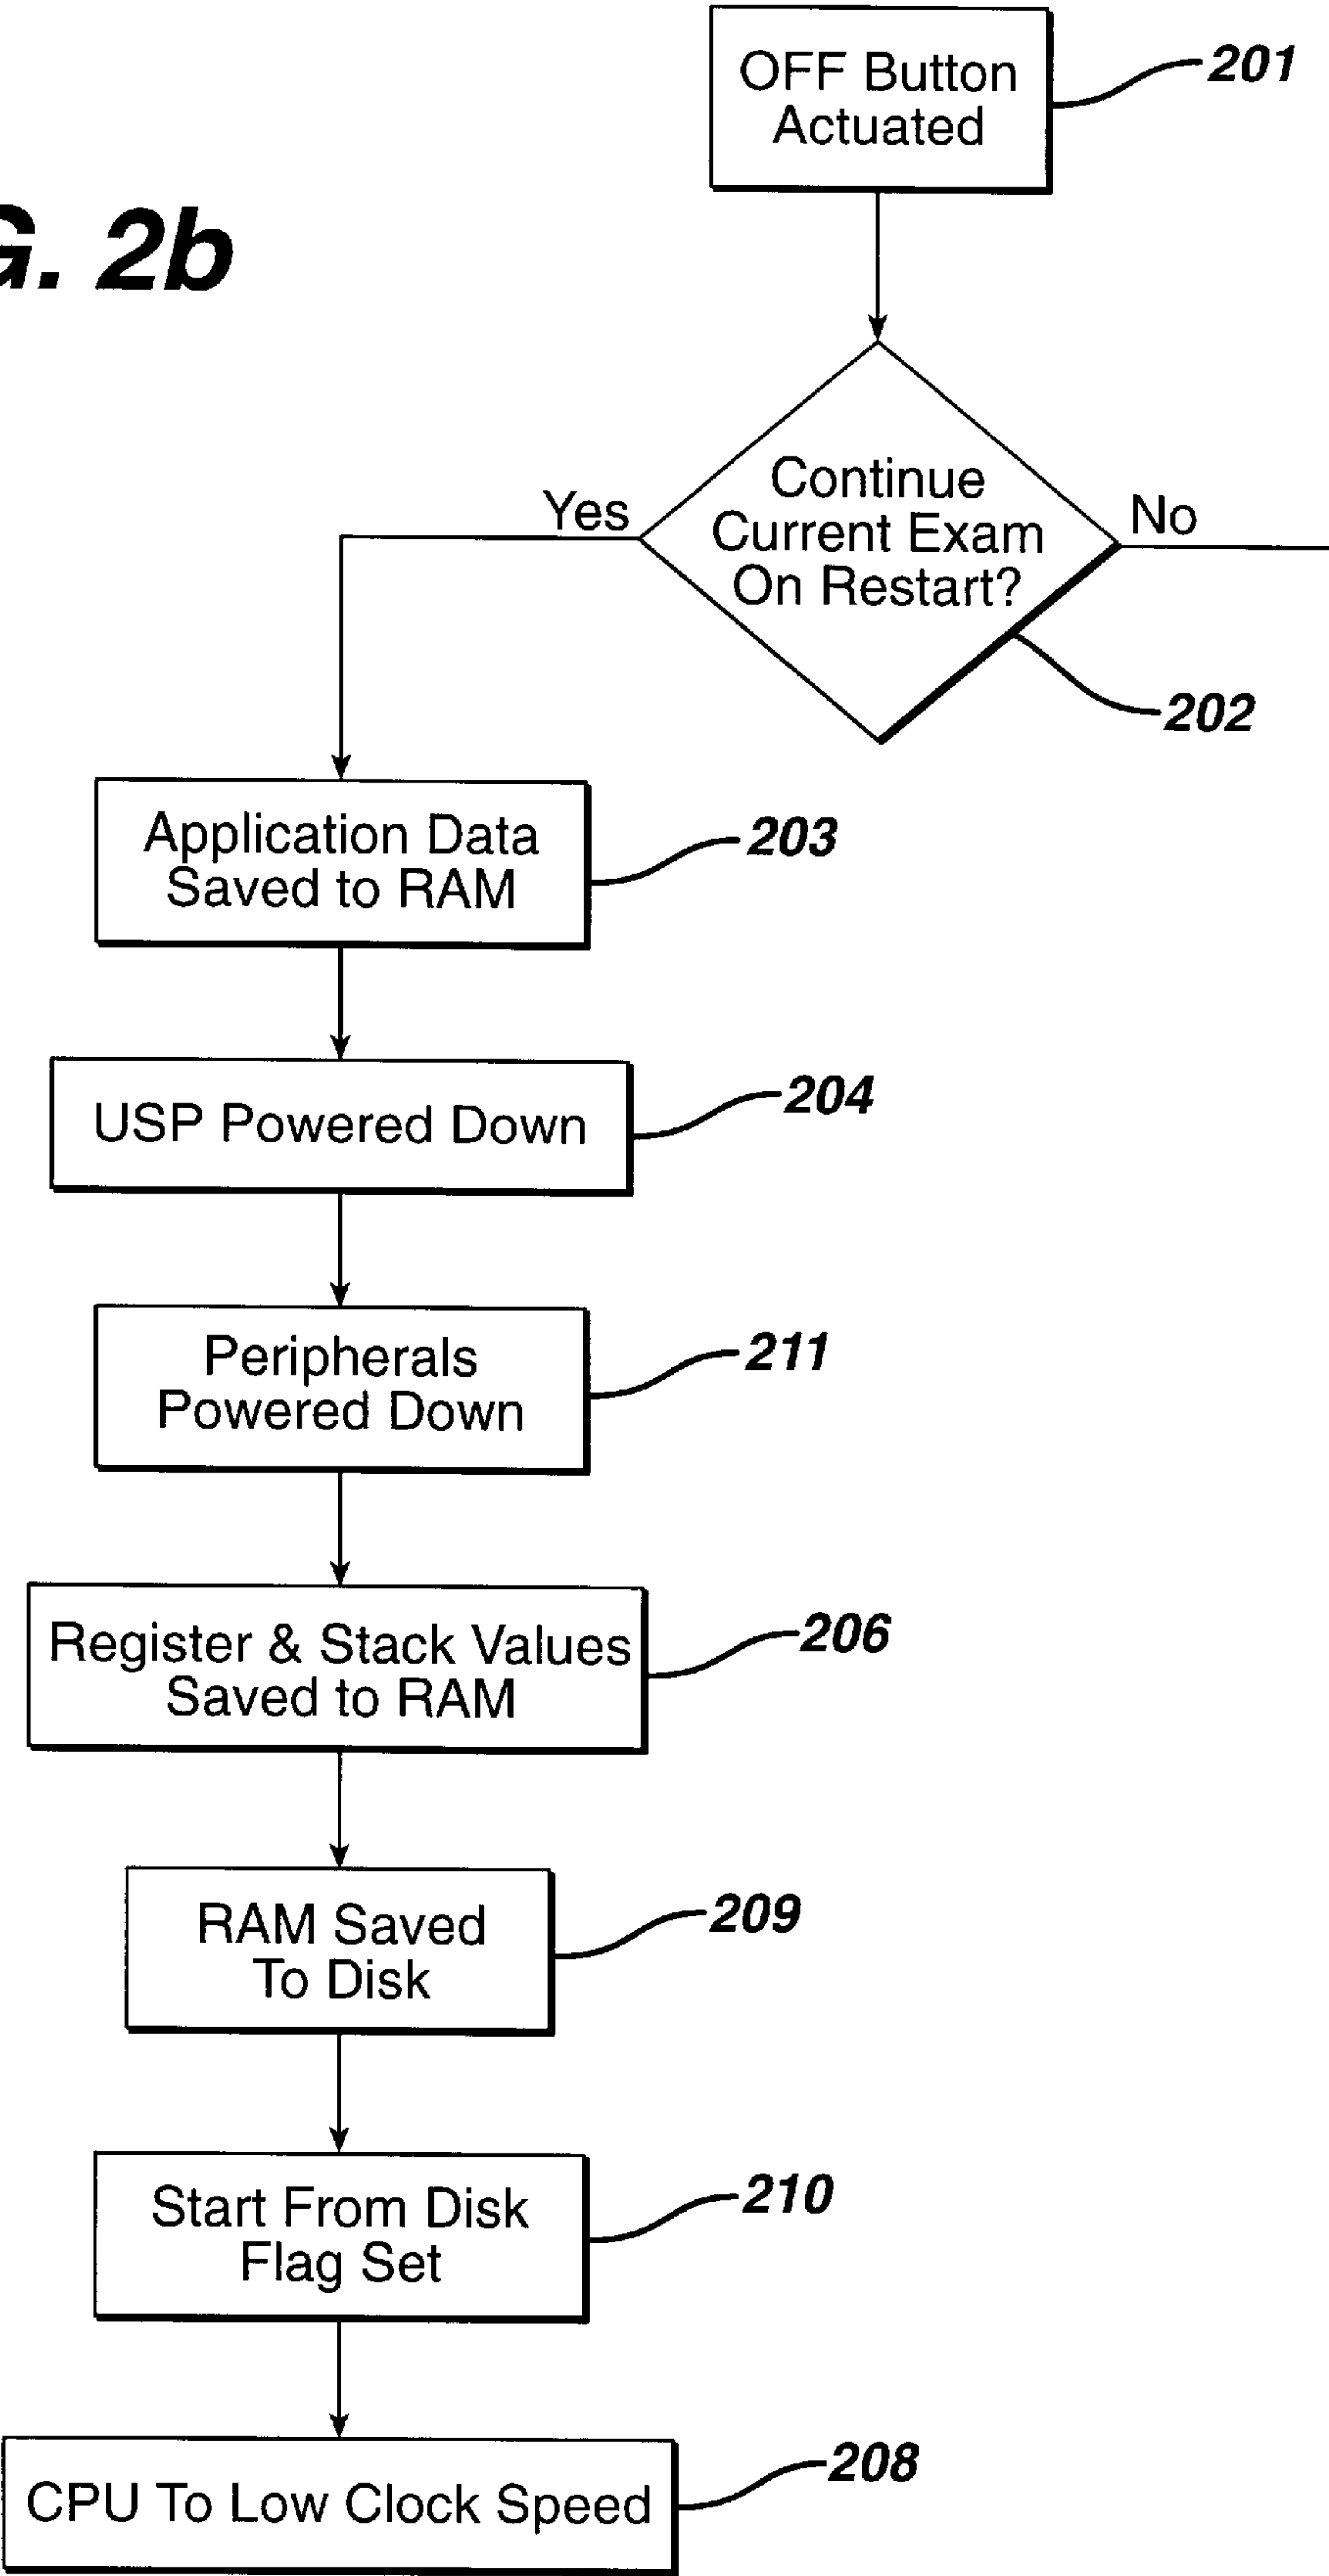 OFF Button
Actuated
201
G. 2b
Continue
Current Exam
On Restart?
Yes
No
202
Application Data
Saved to RAM
203
USP Powered Down
204
Peripherals
Powered Down
211
Register & Stack Values
Saved to RAM
206
RAM Saved
To Disk
209
Start From Disk
Flag Set
210
CPU To Low Clock Speed
208